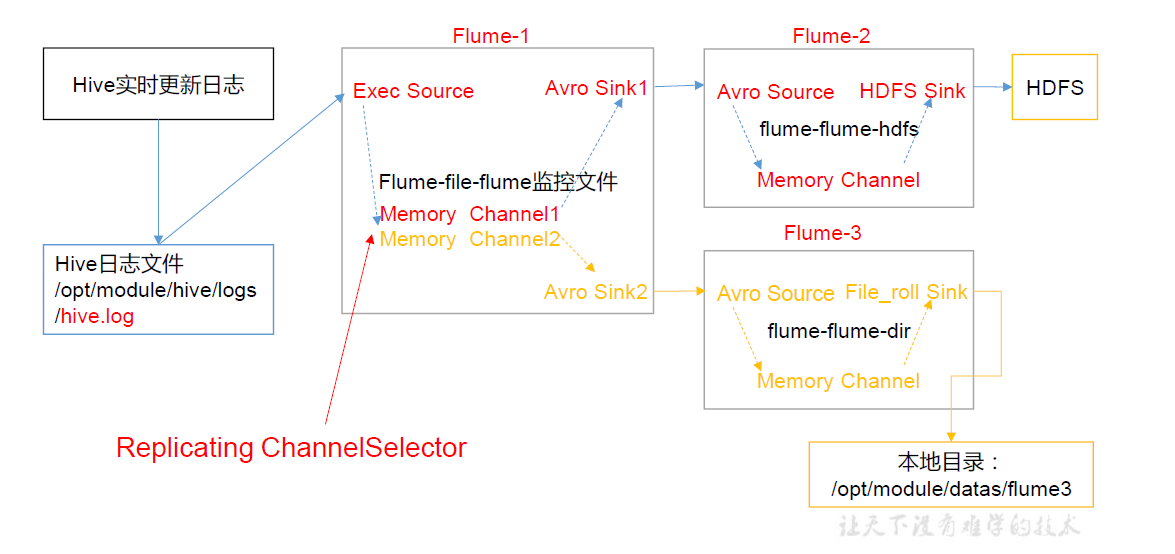 Flume-1
Flume-2
Hive实时更新日志
Exec Source
Avro Sink1
Avro Source
HDFS Sink
HDFS
flume-flume-hdfs
Flume-file-flume监控文件
Memory Channel
Memory Channel1
Memory Channel2
Flume-3
Hive日志文件
/opt/module/hive/logs
/hive.log
Avro Sink2
Avro Source
File_roll Sink
flume-flume-dir
Memory Channel
Replicating ChannelSelector
本地目录：
/opt/module/datas/flume3
让天下没有难学的技术